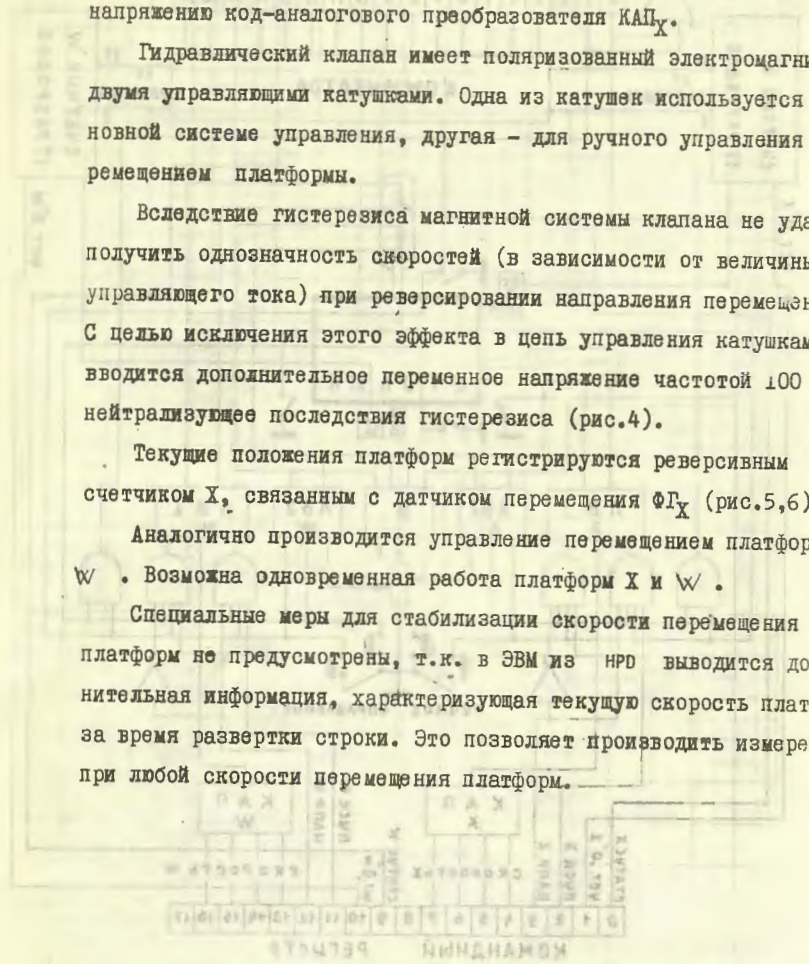 напряжению код-аналогового преобразователя КАПX.
Гидравлический клапан имеет поляризованный электромагни
двумя управляющими катушками. Одна из катушек используется
новной системе управления, другая - для ручного управления
ремещением платформы.
Вследствие гистерезиса магнитной системы клапана не уда
получить однозначность скоростей (в зависимости от величины
управляющего тока) при реверсировании направления перемещен
С целью исключения этого эффекта в цепь управления катушкам
вводится дополнительное переменное напряжение частотой 100
нейтрализующее последствия гистерезиса (рис.4).
Текущие положения платформ регистрируются реверсивным
счетчиком X, связанным с датчиком перемещения ФГX (рис.5,6)
Аналогично производится управление перемещением платфор
W . Возможна одновременная работа платформ X и W .
Специальные меры для стабилизации скорости перемещения
платформ не предусмотрены, т.к. в ЭВМ из HPD выводится до
нительная информация, характеризующая текущую скорость плат
за время развертки строки. Это позволяет производить измере
при любой скорости перемещения платформ.